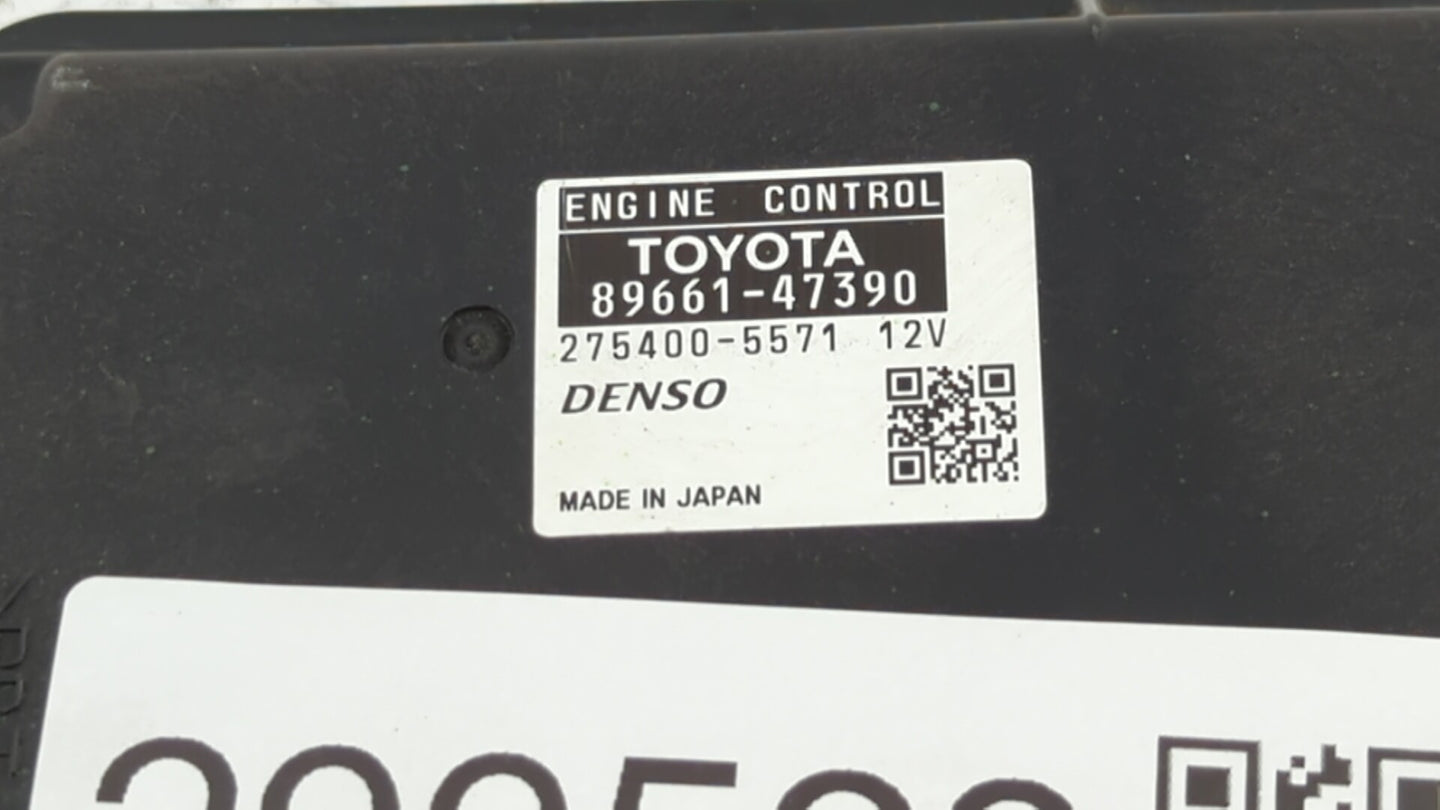 ENGINE CONTROL
TOYOTA
89661-47390
275400-5571 12V
DENSO
MADE IN JAPAN